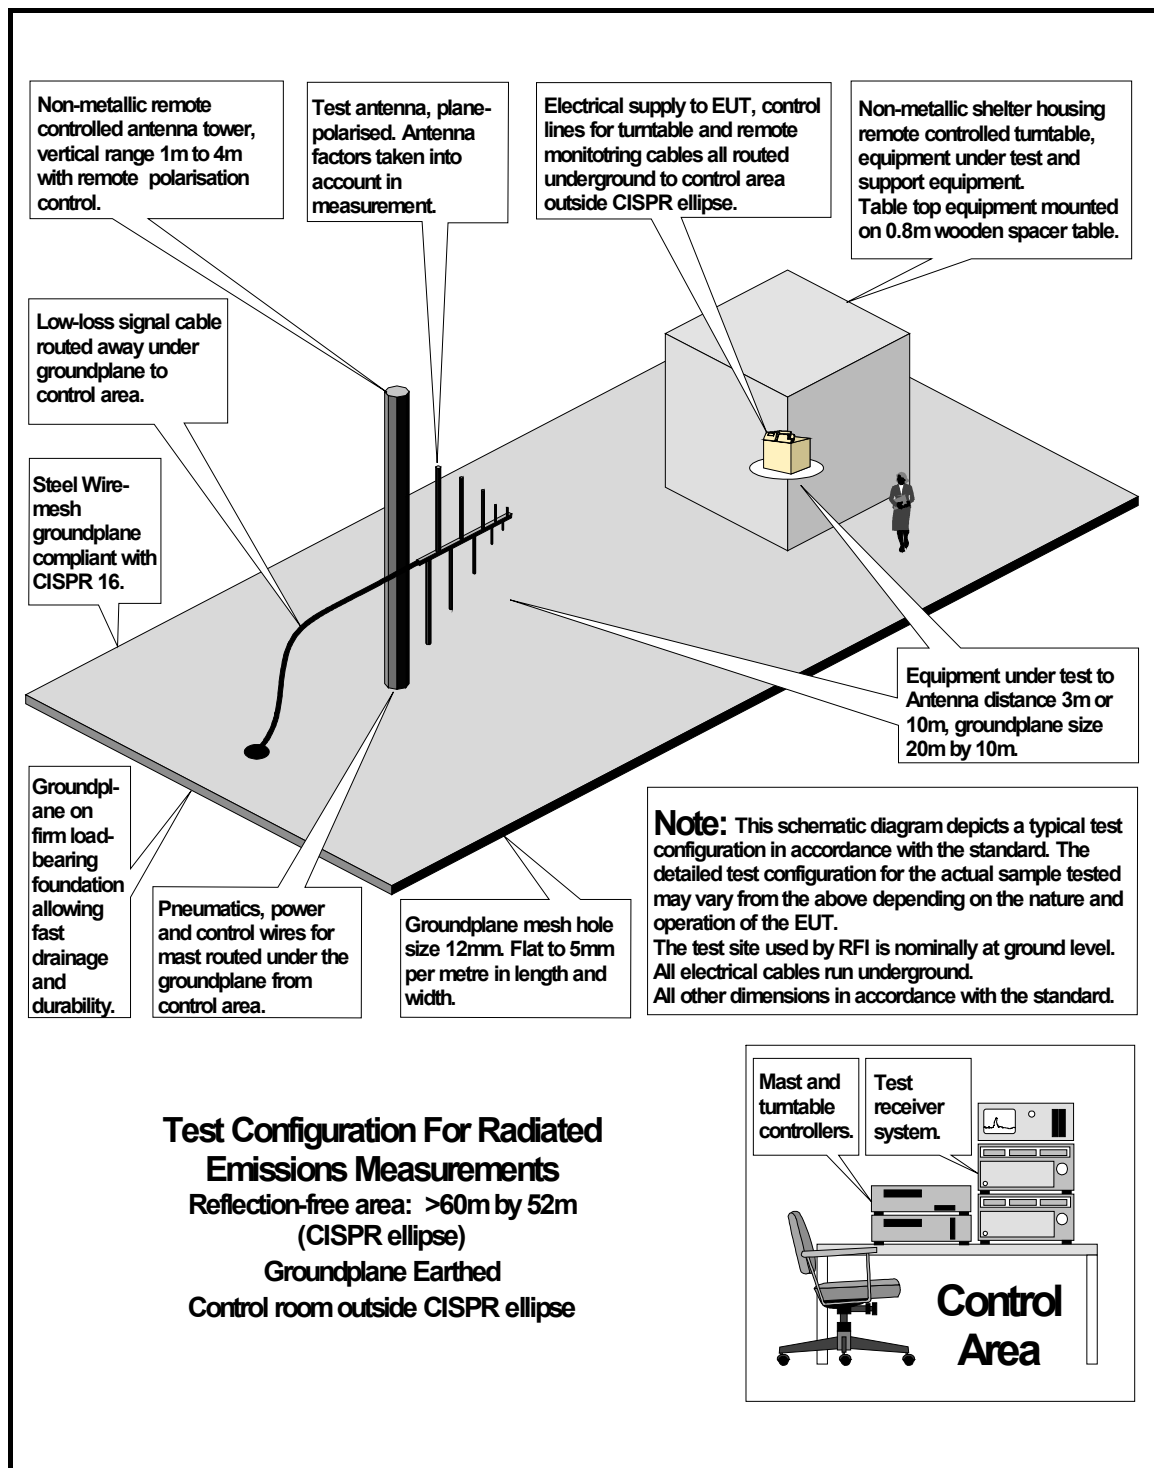 Non-metallic remote
controlled antenna tower,
vertical range 1m to 4m
with remote polarisation
control.
Test antenna, plane-
polarised. Antenna
factors taken into
account in
measurement.
Electrical supply to EUT, control
lines for turntable and remote
monitotring cables all routed
underground to control area
outside CISPR ellipse.
Non-metallic shelter housing
remote controlled turntable,
equipment under test and
support equipment.
Table top equipment mounted
on 0.8m wooden spacer table.
Low-loss signal cable
routed away under
groundplane to
control area.
Steel Wire-
mesh
groundplane
compliant with
CISPR 16.
Equipment under test to
Antenna distance 3m or
10m, groundplane size
20m by 10m.
Groundpl-
ane on
firm load-
bearing
foundation
allowing
fast
drainage
and
durability.
Pneumatics, power
and control wires for
mast routed under the
groundplane from
control area.
Groundplane mesh hole
size 12mm. Flat to 5mm
per metre in length and
width.
Note: This schematic diagram depicts a typical test
configuration in accordance with the standard. The
detailed test configuration for the actual sample tested
may vary from the above depending on the nature and
operation of the EUT.
The test site used by RFI is nominally at ground level.
All electrical cables run underground.
All other dimensions in accordance with the standard.
Test Configuration For Radiated
Emissions Measurements
Reflection-free area: >60m by 52m
(CISPR ellipse)
Groundplane Earthed
Control room outside CISPR ellipse
Mast and
turntable
controllers.
Test
receiver
system.
Control
Area